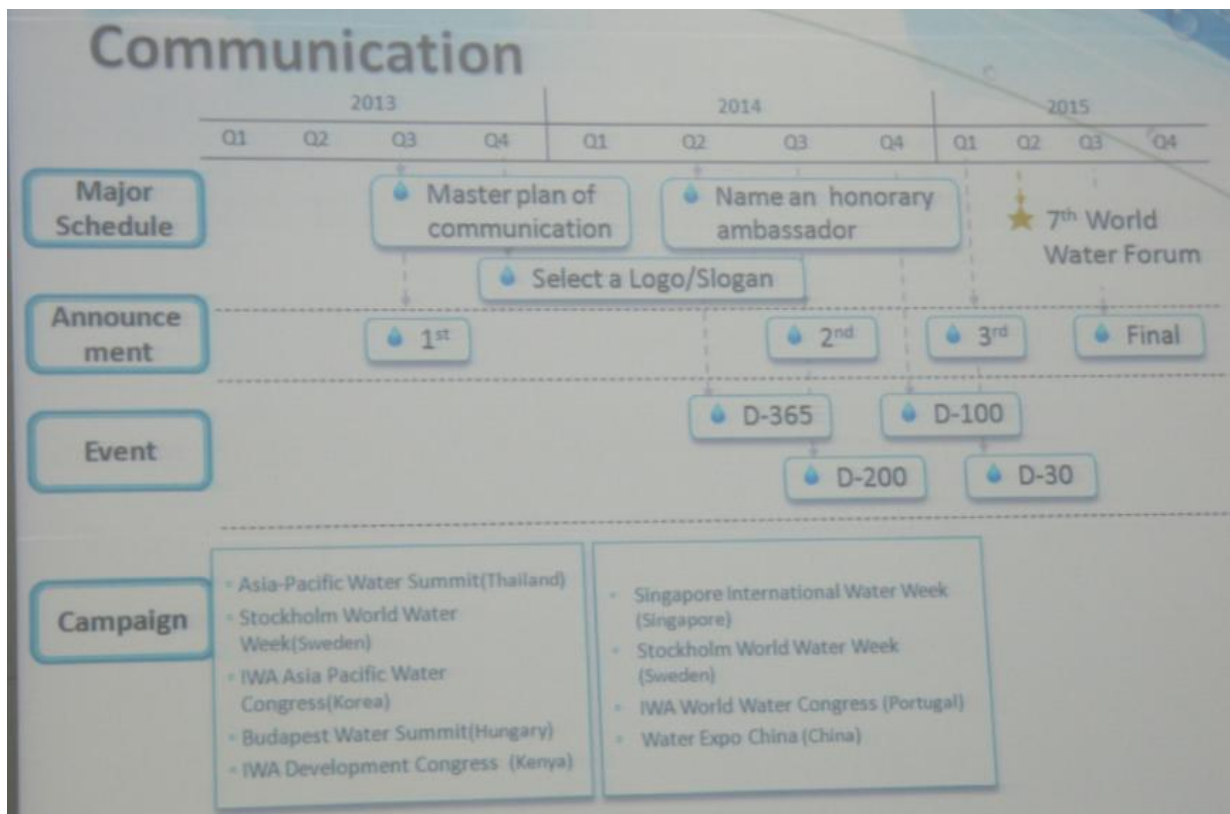 Communication
2013 2014 2015
Q1 Q2 Q3 Q4 Q1 Q2 Q3 Q4 Q1 Q2 Q3 Q4
Major
Schedule
Master plan of
communication
Name an honorary
ambassador
7th World
Water Forum
Select a Logo/Slogan
Announce
ment
1st
2nd
3rd
Final
Event
D-365
D-100
D-200
D-30
Campaign
Asia-Pacific Water Summit(Thailand)
Stockholm World Water
Week(Sweden)
IWA Asia Pacific Water
Congress(Korea)
Budapest Water Summit(Hungary)
IWA Development Congress (Kenya)
Singapore International Water Week
(Singapore)
Stockholm World Water Week
(Sweden)
IWA World Water Congress (Portugal)
Water Expo China (China)